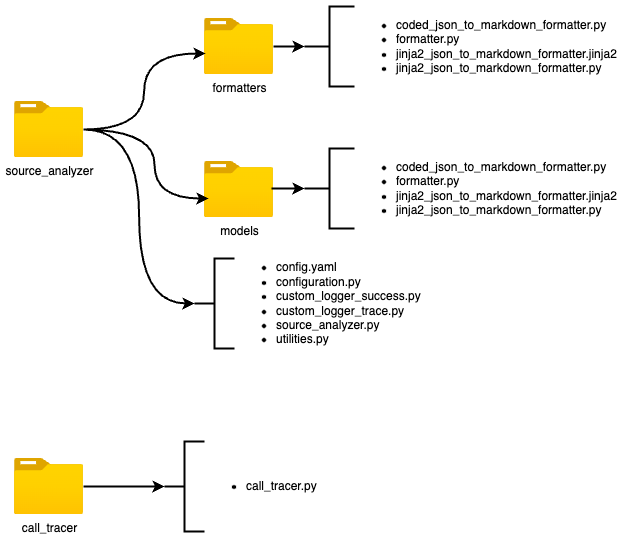 coded_json_to_markdown_formatter.py
formatter.py
jinja2_json_to_markdown_formatter.jinja2
jinja2_json_to_markdown_formatter.py
formatters
source_analyzer
coded_json_to_markdown_formatter.py
formatter.py
jinja2_json_to_markdown_formatter.jinja2
jinja2_json_to_markdown_formatter.py
models
config.yaml
configuration.py
custom_logger_success.py
custom_logger_trace.py
source_analyzer.py
utilities.py
call_tracer.py
call_tracer